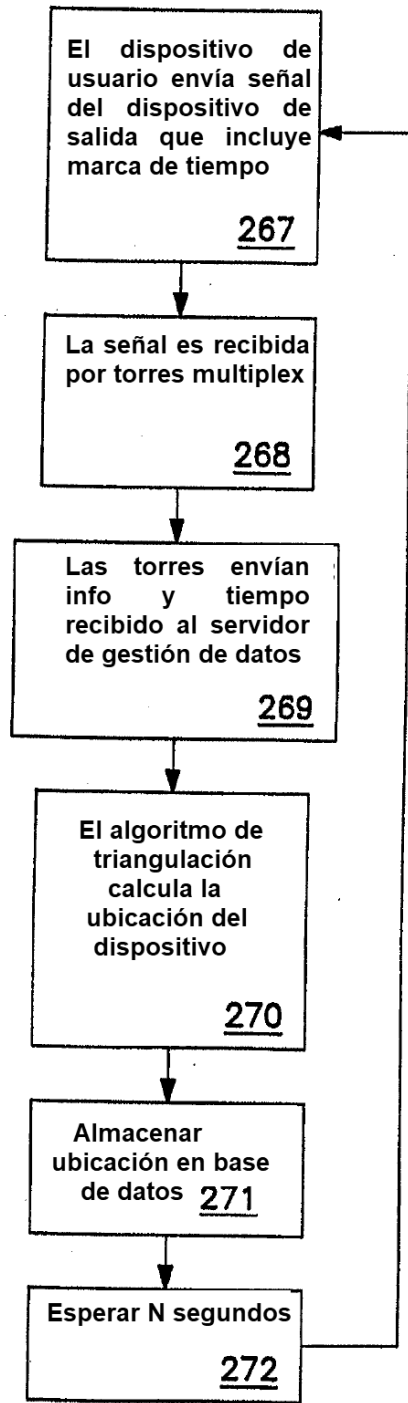 El dispositivo de
usuario envía señal
del dispositivo de
salida que incluye
marca de tiempo
267
La señal es recibida
por torres multiplex
268
Las torres envían
info y tiempo
recibido al servidor
de gestión de datos
269
El algoritmo de
triangulación
calcula la
ubicación del
dispositivo
270
Almacenar
ubicación en base
de datos 271
Esperar N segundos
272